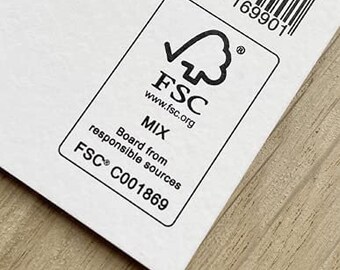 169901
®
FSC
www.fsc.org
MIX
Board from
responsible sources
FSC® C001869